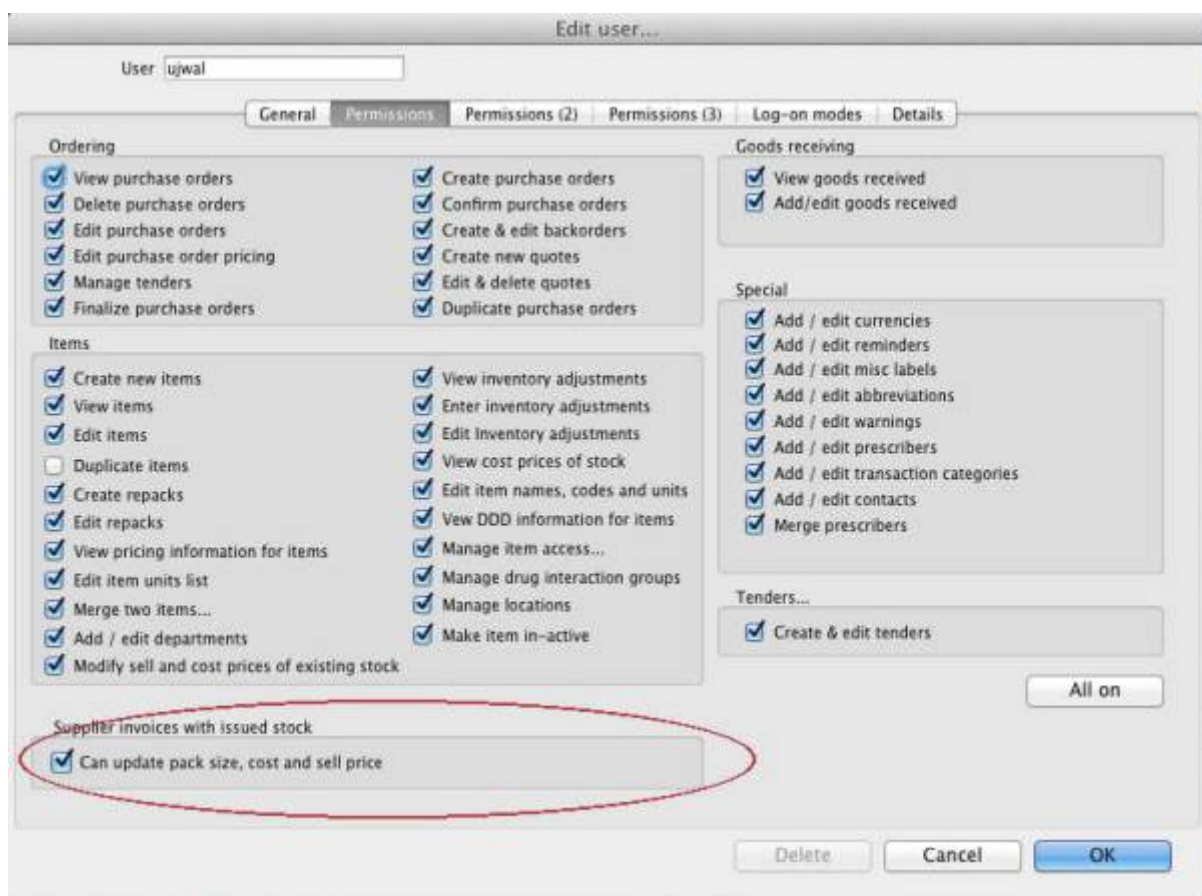 Edit user...
User ujwal
General Permissions Permissions (2) Permissions (3) Log-on modes Details
Ordering
View purchase orders
Delete purchase orders
Edit purchase orders
Edit purchase order pricing
Manage tenders
Finalize purchase orders
Create purchase orders
Confirm purchase orders
Create & edit backorders
Create new quotes
Edit & delete quotes
Duplicate purchase orders
Items
Create new items
View items
Edit items
Duplicate items
Create repacks
Edit repacks
View pricing information for items
Edit item units list
Merge two items...
Add / edit departments
Modify sell and cost prices of existing stock
View inventory adjustments
Enter inventory adjustments
Edit Inventory adjustments
View cost prices of stock
Edit item names, codes and units
Vew DDD information for items
Manage item access...
Manage drug interaction groups
Manage locations
Make item in-active
Supplier invoices with issued stock
Can update pack size, cost and sell price
Goods receiving
View goods received
Add/edit goods received
Special
Add / edit currencies
Add / edit reminders
Add / edit misc labels
Add / edit abbreviations
Add / edit warnings
Add / edit prescribers
Add / edit transaction categories
Add / edit contacts
Merge prescribers
Tenders...
Create & edit tenders
All on
Delete Cancel OK